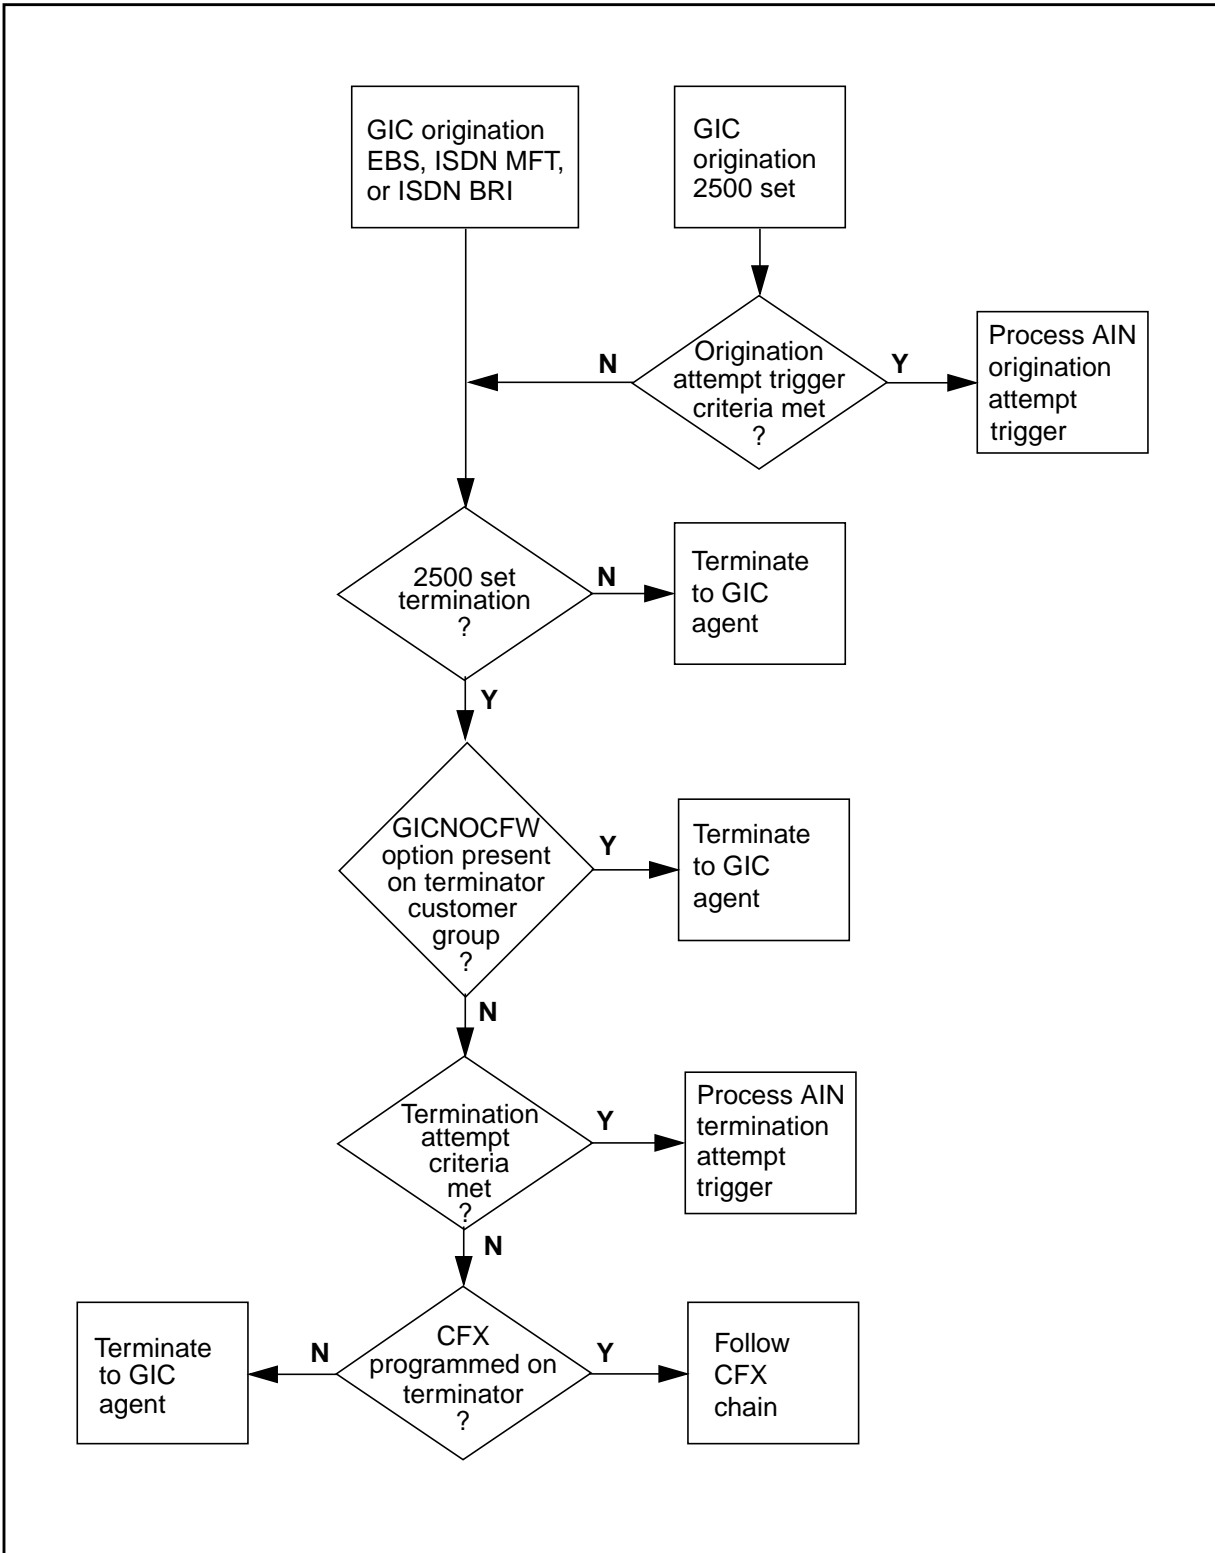 GIC origination
EBS, ISDN MFT,
or ISDN BRI
GIC
origination
2500 set
Origination
attempt trigger
criteria met
?
N
Y
Process AIN
origination
attempt
trigger
2500 set
termination
?
N
Terminate
to GIC
agent
Y
GICNOCFW
option present
on terminator
customer
group
?
Y
Terminate
to GIC
agent
N
Termination
attempt
criteria
met
?
Y
Process AIN
termination
attempt
trigger
N
CFX
programmed on
terminator
?
N
Terminate
to GIC
agent
Y
Follow
CFX
chain